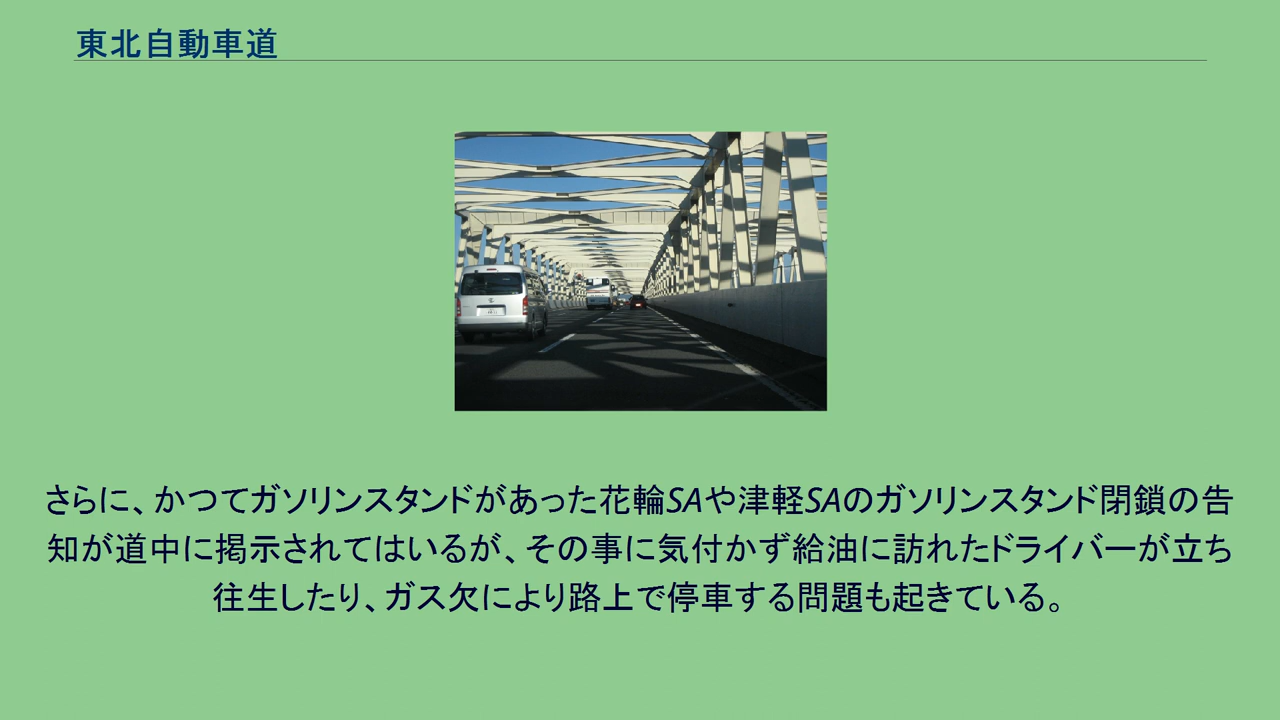 東北自動車道
さらに、かつてガソリンスタンドがあった花輪SAや津軽SAのガソリンスタンド閉鎖の告
知が道中に掲示されてはいるが、その事に気付かず給油に訪れたドライバーが立ち
往生したり、ガス欠により路上で停車する問題も起きている。